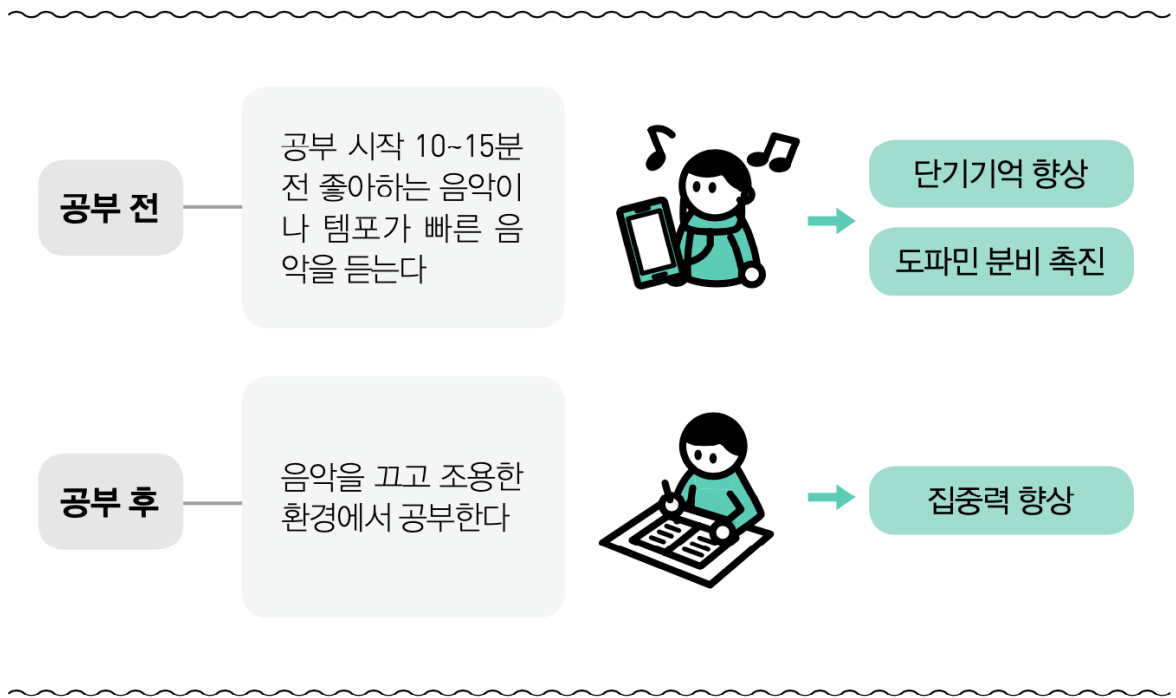 공부 전
공부 시작 10~15분
전 좋아하는 음악이
나 템포가 빠른 음
악을 듣는다
단기기억 향상
도파민 분비 촉진
공부 후
음악을 끄고 조용한
환경에서 공부한다
집중력 향상